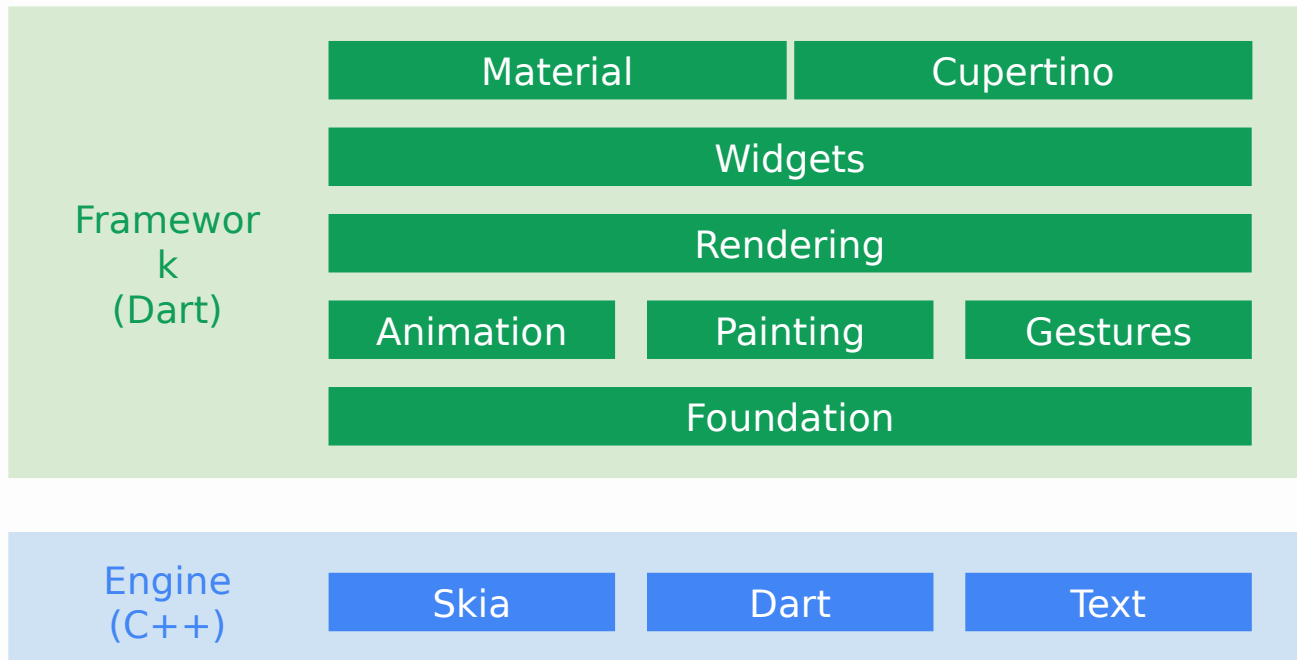 Material
Cupertino
Widgets
Framewor
k
(Dart)
Rendering
Animation
Painting
Gestures
Foundation
Engine
(C++)
Skia
Dart
Text